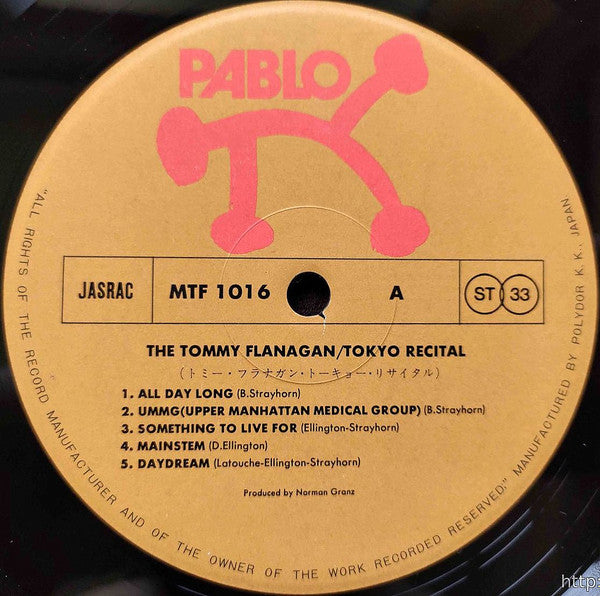 PABLO
JASRAC
MTF 1016
A
ST
33
THE TOMMY FLANAGAN/TOKYO RECITAL
(トミー・フラナガン・トーキョー・リサイタル)
1. ALL DAY LONG (B.Strayhorn)
2. UMMG(UPPER MANHATTAN MEDICAL GROUP) (B.Strayhorn)
3. SOMETHING TO LIVE FOR (Ellington-Strayhorn)
4. MAINSTEM (D.Ellington)
5. DAYDREAM (Latouche-Ellington-Strayhorn)
Produced by Norman Granz
"ALL RIGHTS OF THE RECORD MANUFACTURER AND OF THE OWNER OF THE WORK RECORDED RESERVED," MANUFACTURED BY POLYDOR K. K., JAPAN
http: